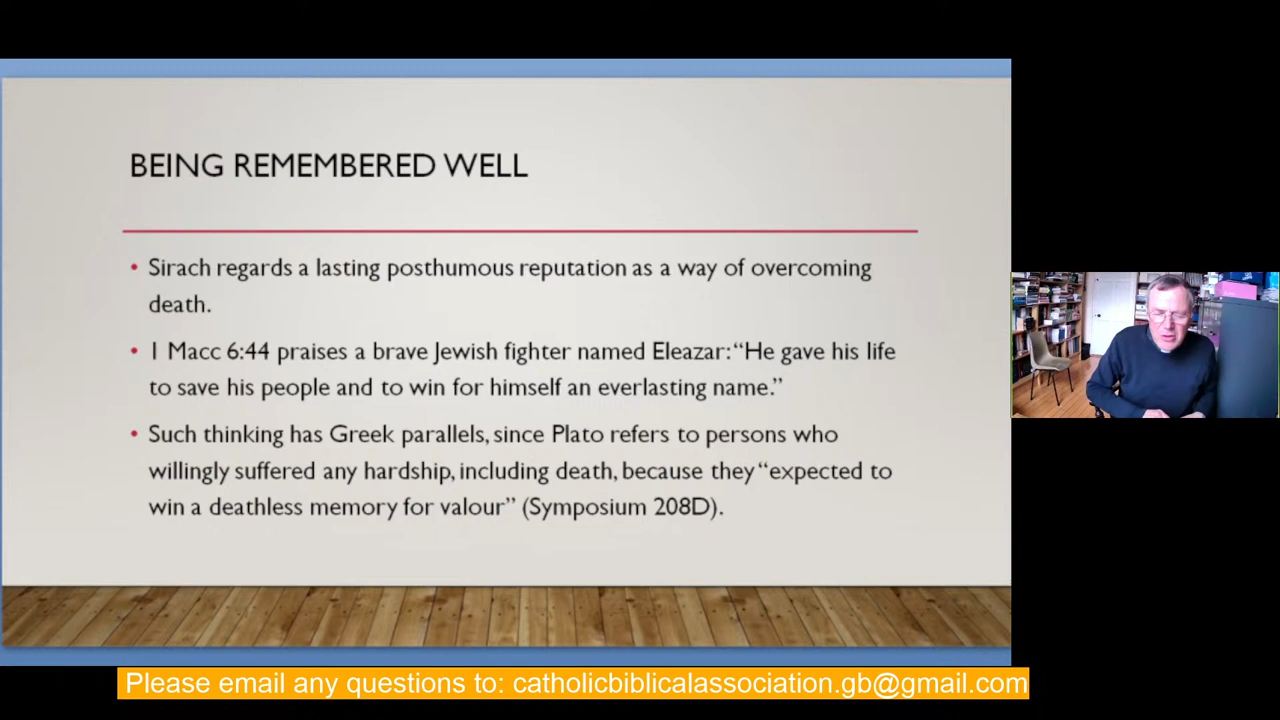 BEING REMEMBERED WELL
• Sirach regards a lasting posthumous reputation as a way of overcoming
death.
• 1 Macc 6:44 praises a brave Jewish fighter named Eleazar: “He gave his life
to save his people and to win for himself an everlasting name.”
• Such thinking has Greek parallels, since Plato refers to persons who
willingly suffered any hardship, including death, because they “expected to
win a deathless memory for valour” (Symposium 208D).
Please email any questions to: catholicbiblicalassociation.gb@gmail.com